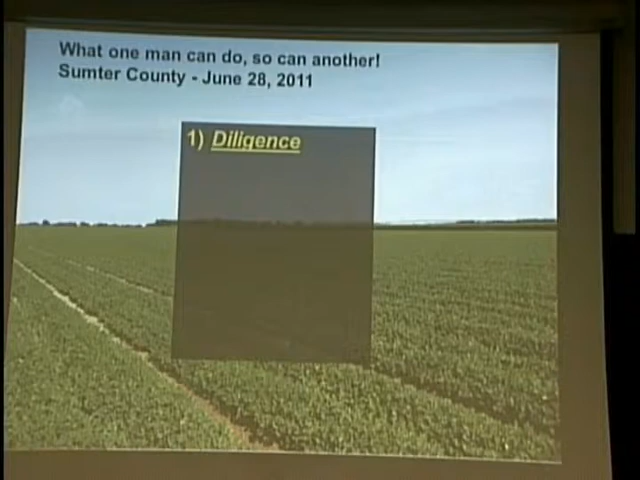 What one man can do, so can another!
Sumter County - June 28, 2011
1) Diligence